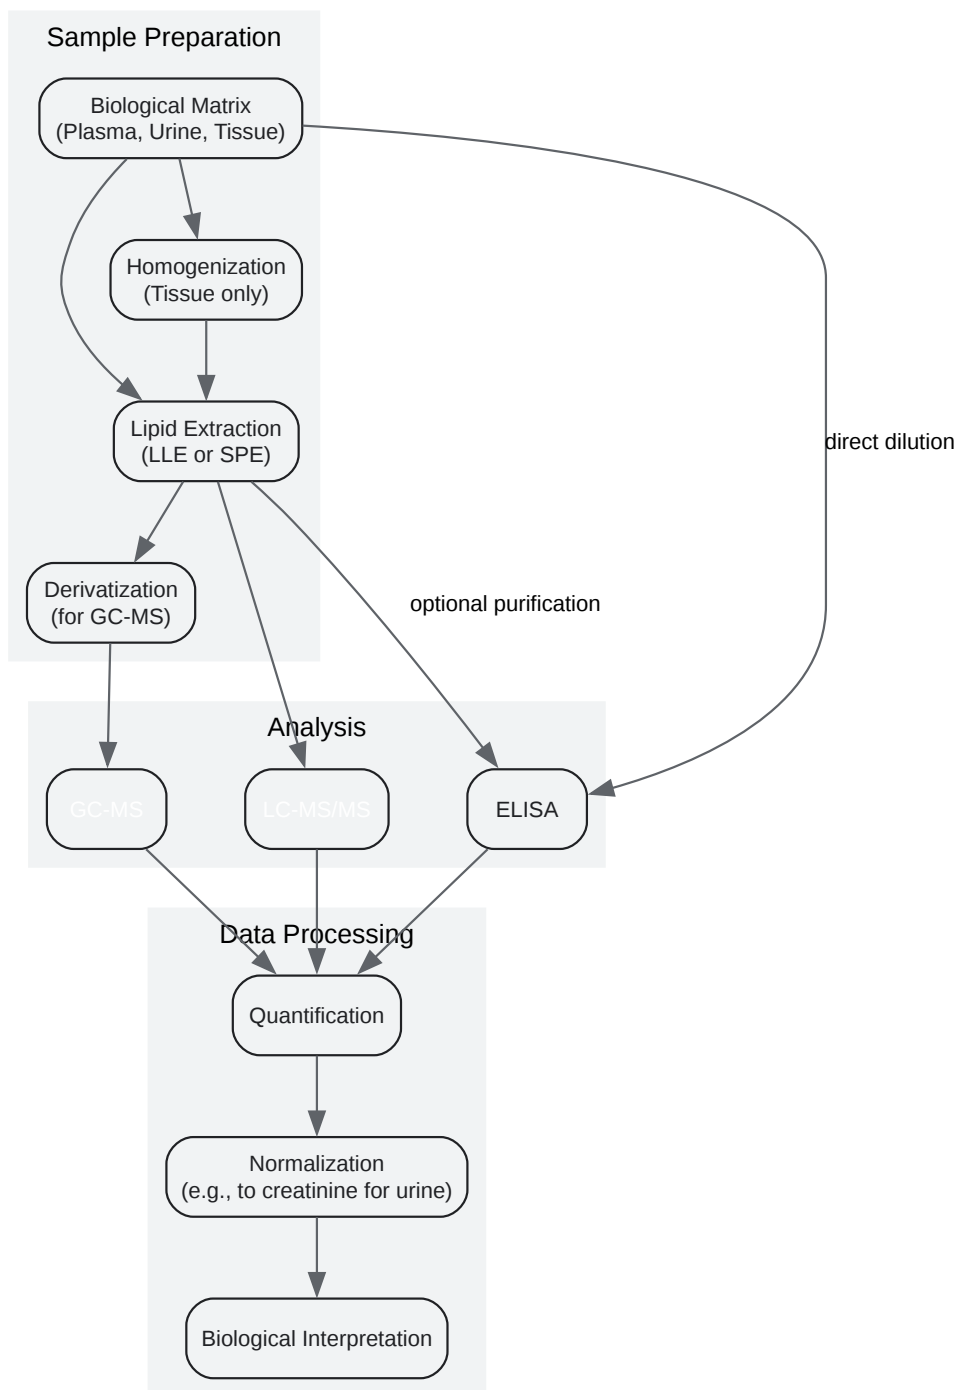 Sample Preparation
Biological Matrix
(Plasma, Urine, Tissue)
Homogenization
(Tissue only)
Lipid Extraction
(LLE or SPE)
direct dilution
Derivatization
(for GC-MS)
optional purification
Analysis
GC-MS
LC-MS/MS
ELISA
Data Processing
Quantification
Normalization
(e.g., to creatinine for urine)
Biological Interpretation